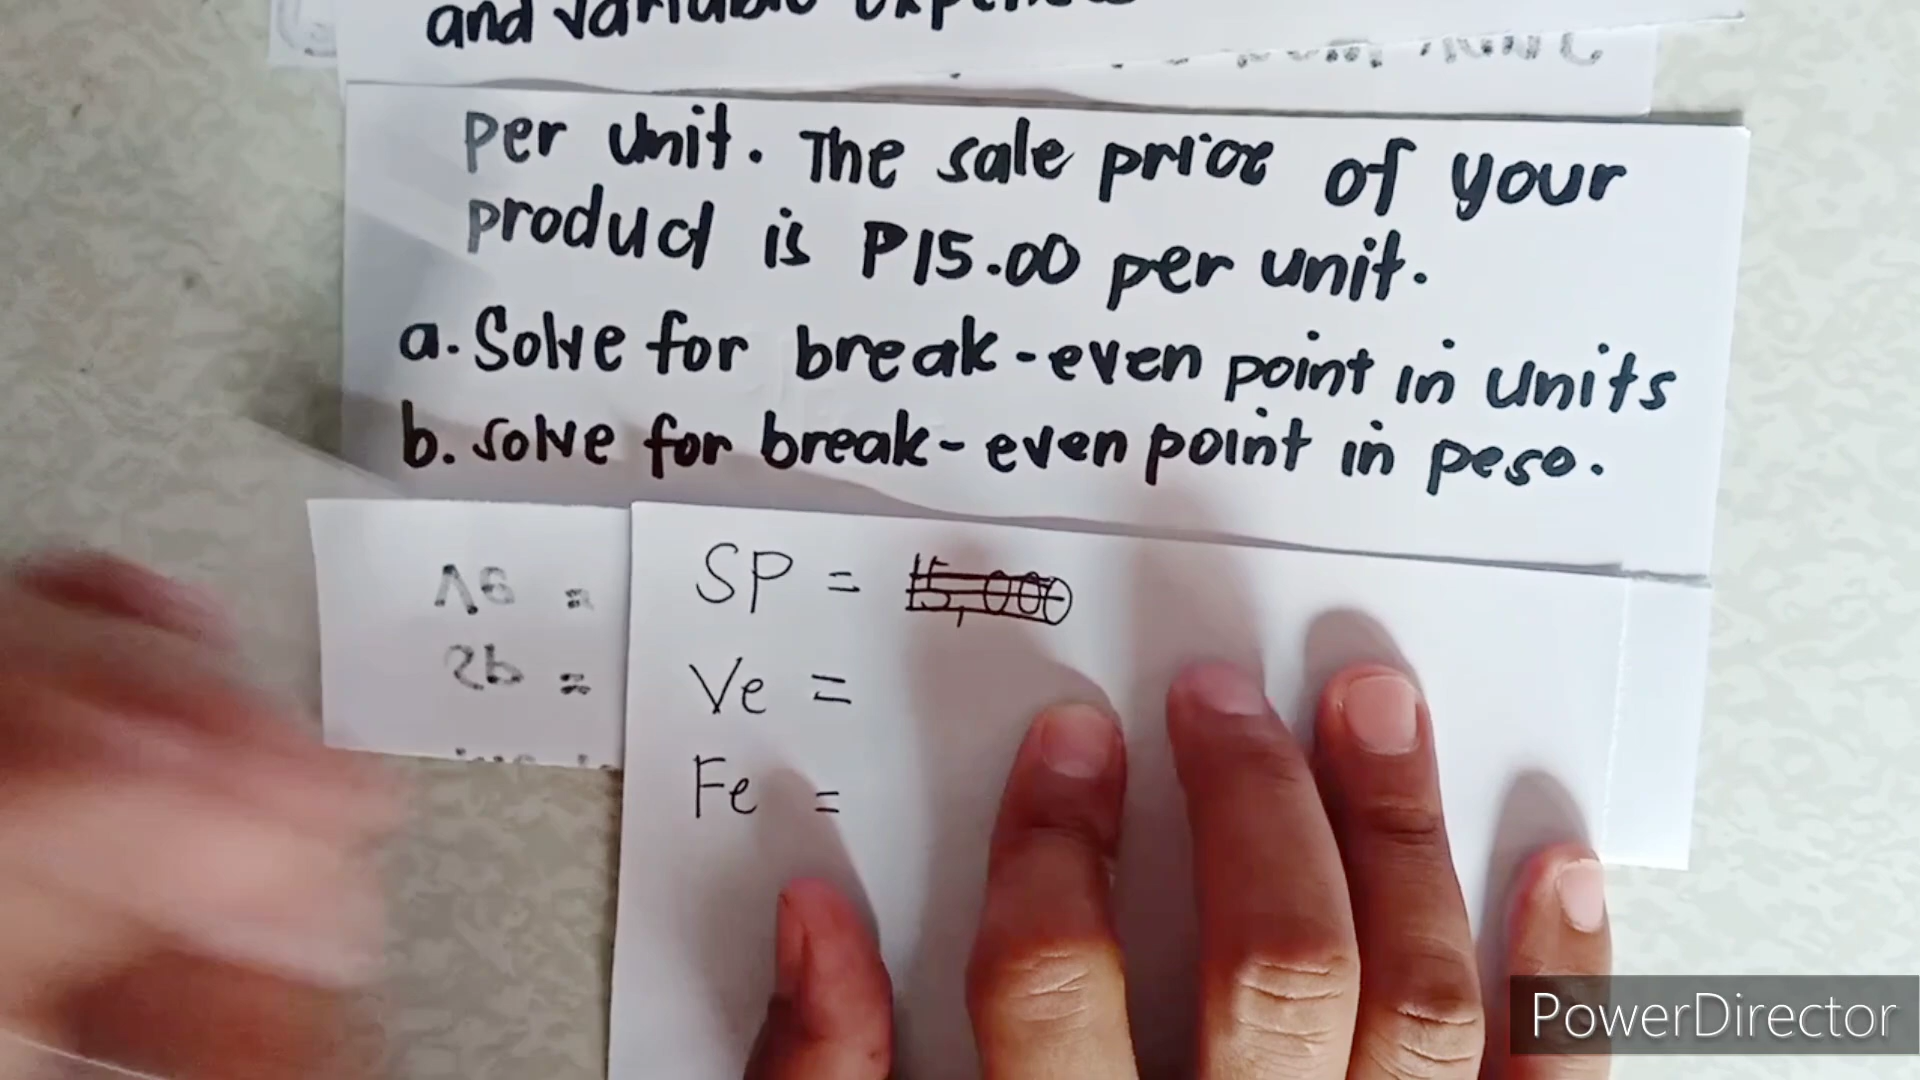 and variable expenses
per unit. The sale price of your
product is P15.00 per unit.
a. Solve for break-even point in units
b. solve for break-even point in peso.
SP = 15,000
Ve =
Fe =
PowerDirector